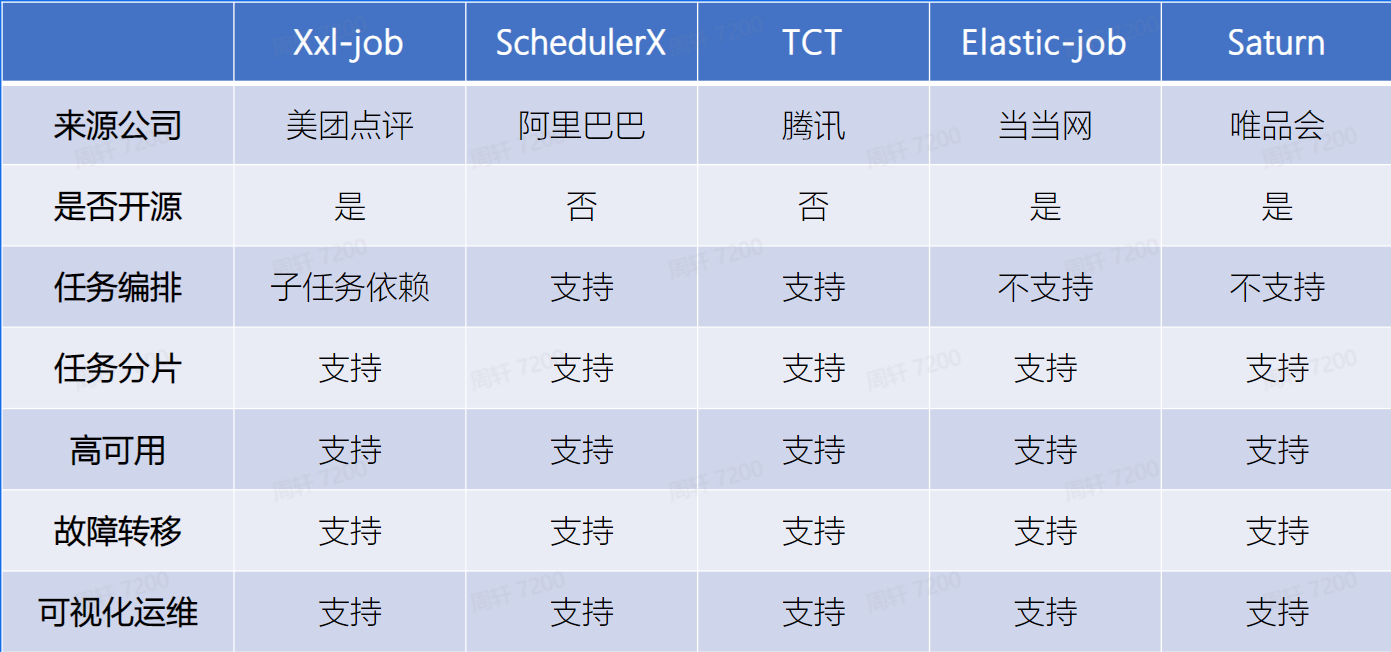 Xxl-job SchedulerX TCT Elastic-job Saturn
来源公司 美团点评 阿里巴巴 腾讯 当当网 唯品会
是否开源 是 否 否 是 是
任务编排 子任务依赖 支持 支持 不支持 不支持
任务分片 支持 支持 支持 支持 支持
高可用 支持 支持 支持 支持 支持
故障转移 支持 支持 支持 支持 支持
可视化运维 支持 支持 支持 支持 支持
周轩 7200